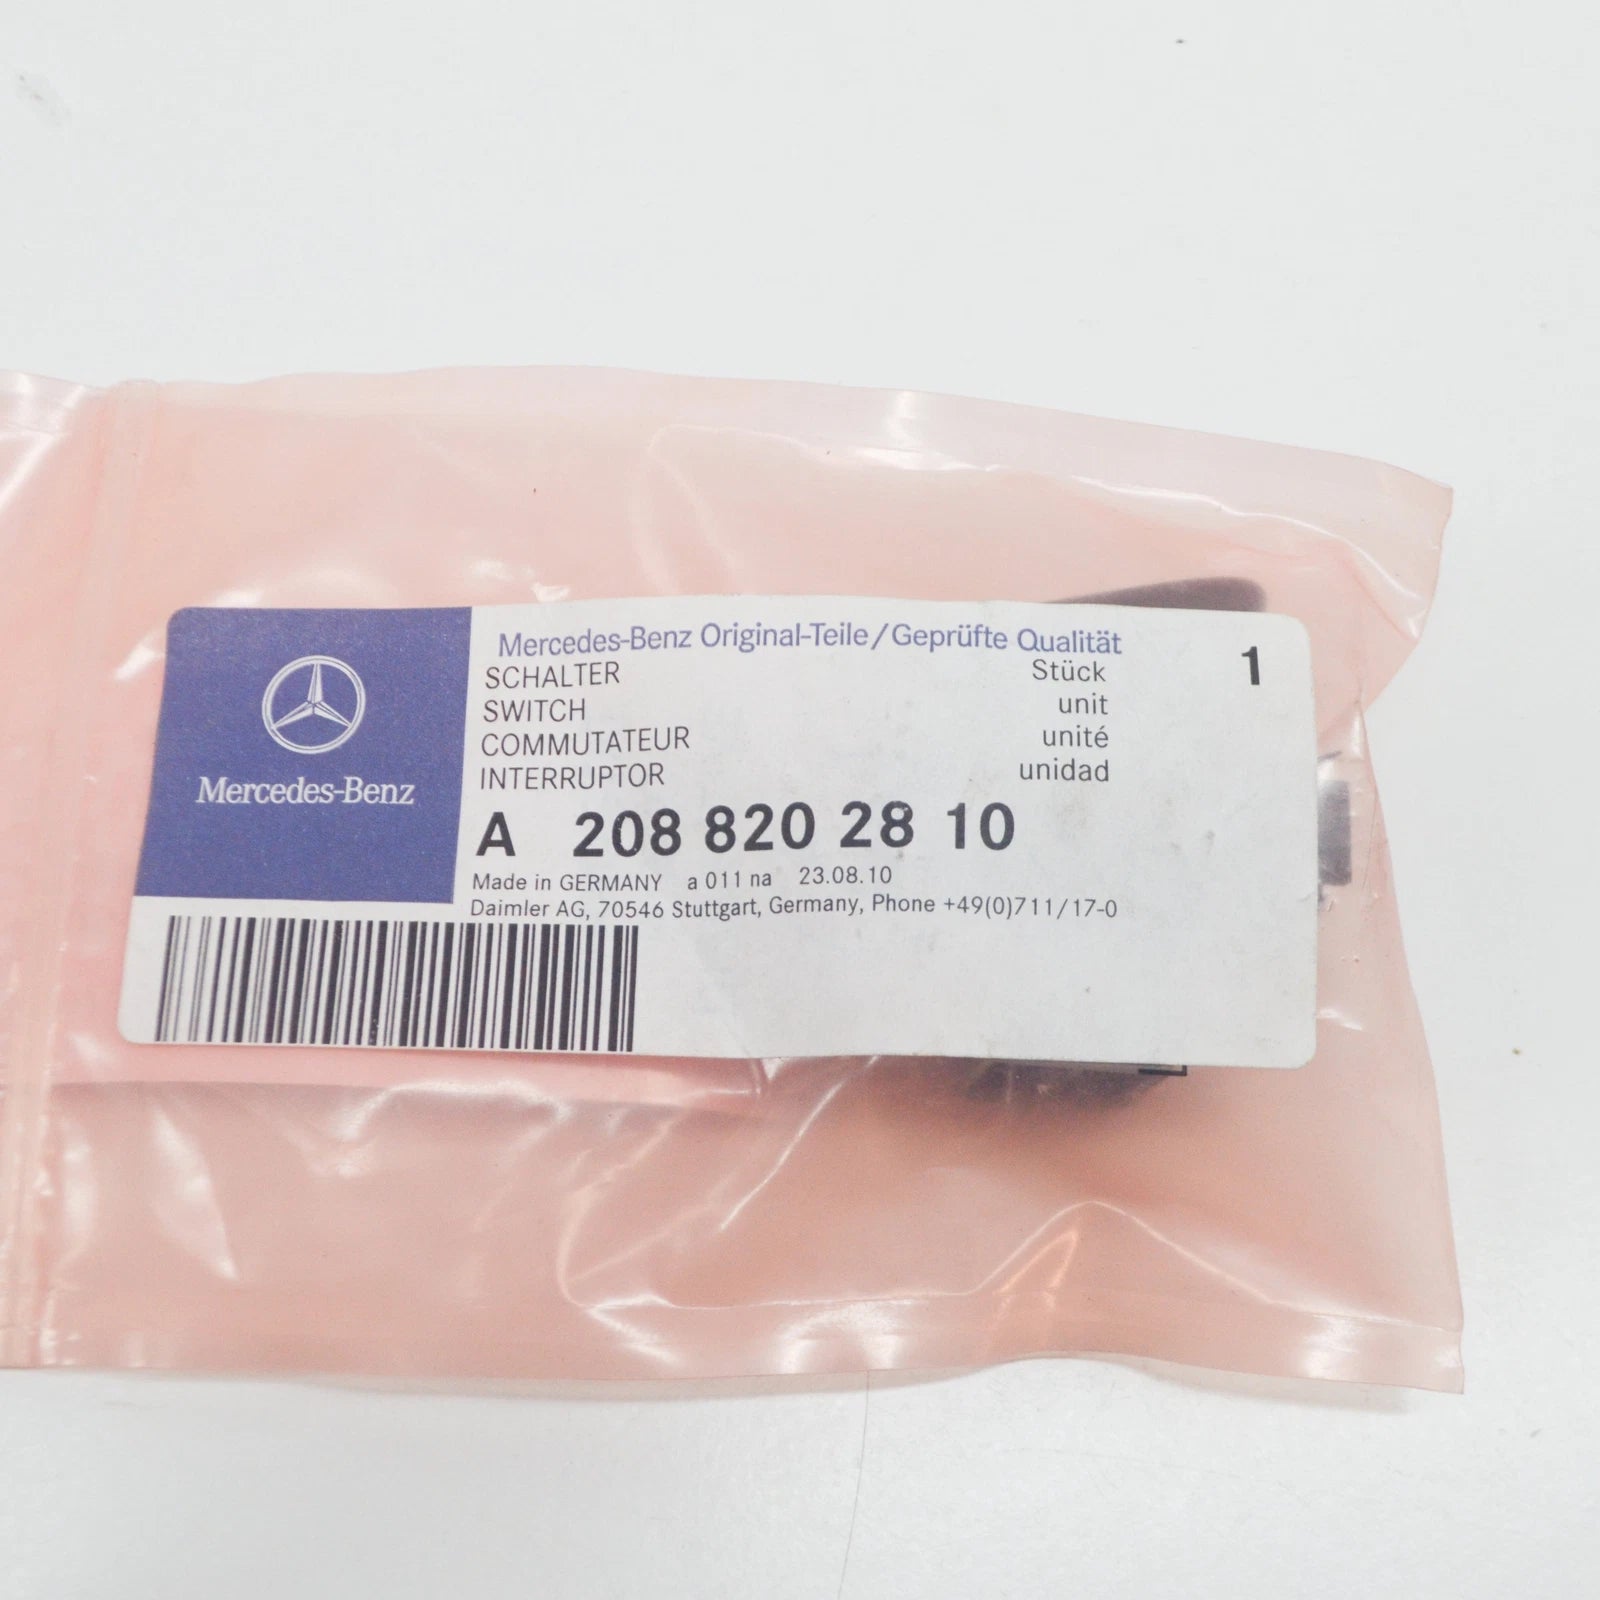 Mercedes-Benz
Mercedes-Benz Original-Teile/Geprüfte Qualität
SCHALTER Stück 1
SWITCH unit
COMMUTATEUR unité
INTERRUPTOR unidad
A 208 820 28 10
Made in GERMANY a 011 na 23.08.10
Daimler AG, 70546 Stuttgart, Germany, Phone +49(0)711/17-0